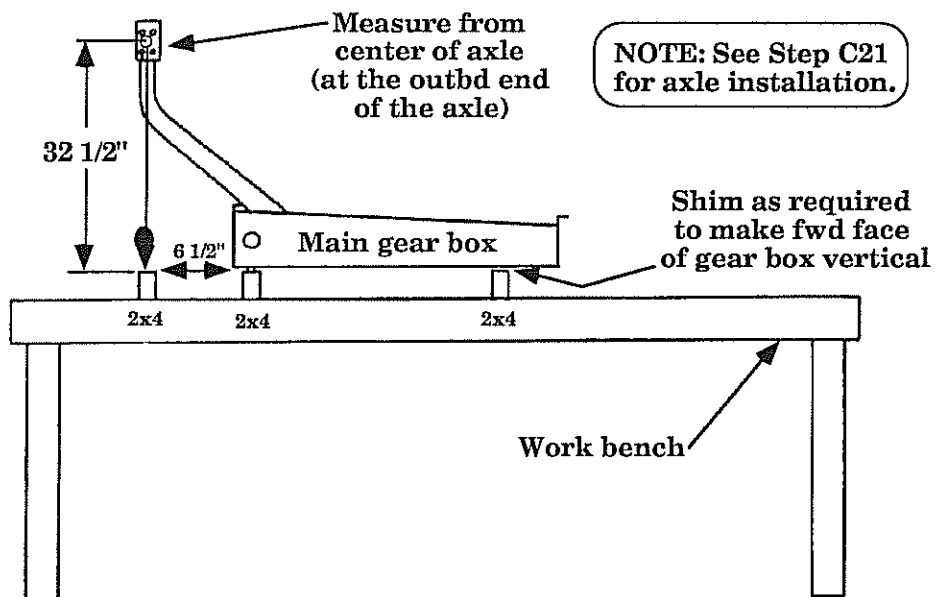 Measure from
center of axle
(at the outbd end
of the axle)
NOTE: See Step C21
for axle installation.
32 1/2"
6 1/2"
Main gear box
Shim as required
to make fwd face
of gear box vertical
2x4
2x4
2x4
Work bench